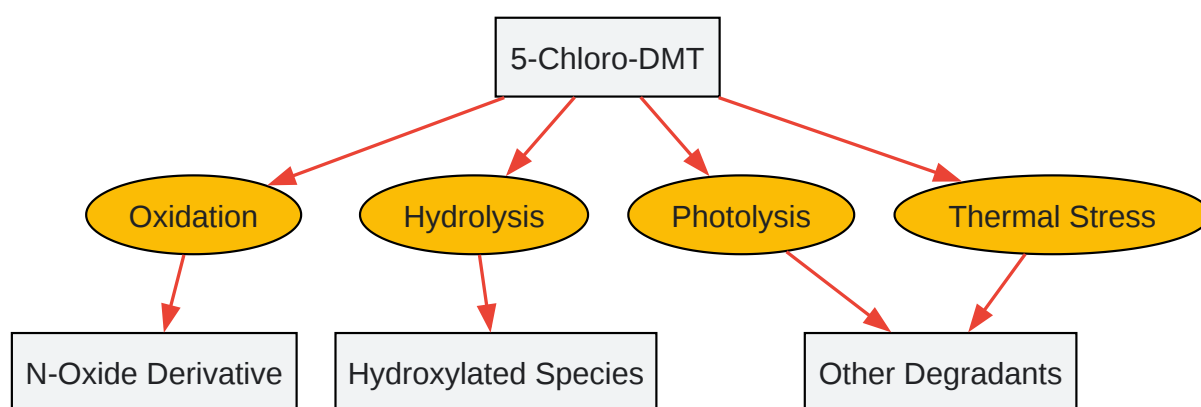 5-Chloro-DMT
Oxidation
Hydrolysis
Photolysis
Thermal Stress
N-Oxide Derivative
Hydroxylated Species
Other Degradants